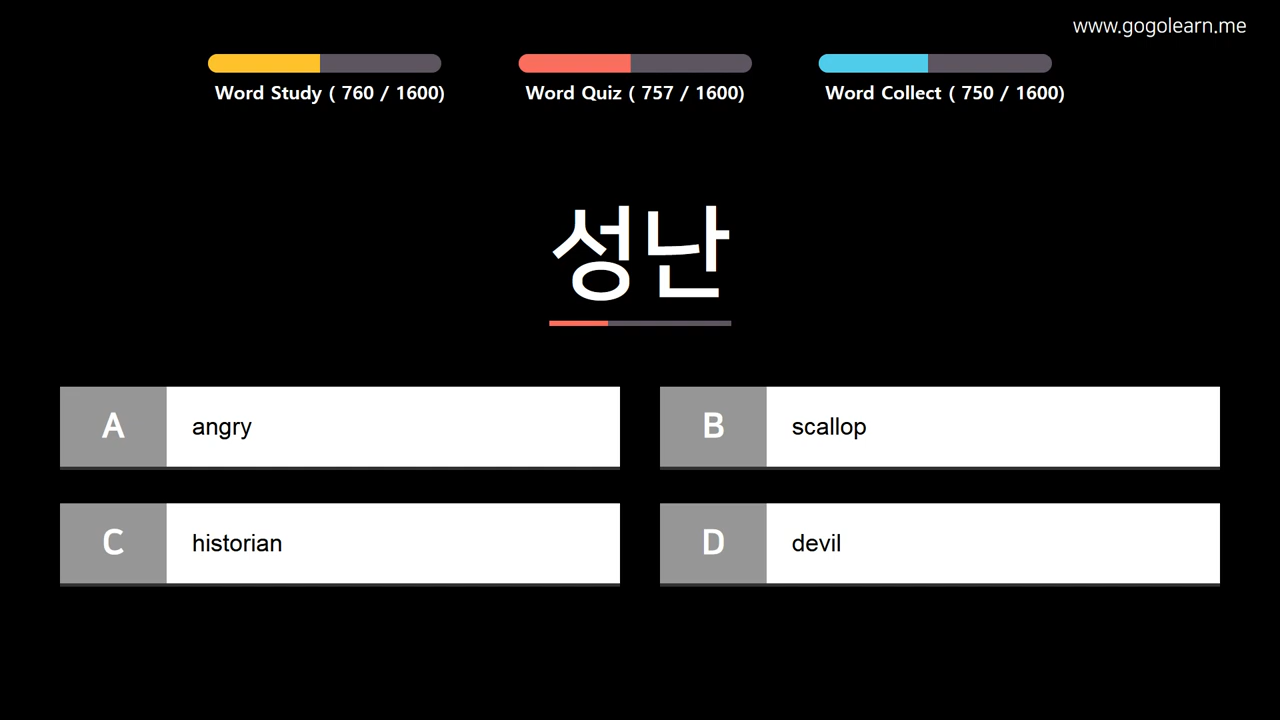 www.gogolearn.me
Word Study ( 760 / 1600)
Word Quiz ( 757 / 1600)
Word Collect ( 750 / 1600)
성난
A angry
B scallop
C historian
D devil